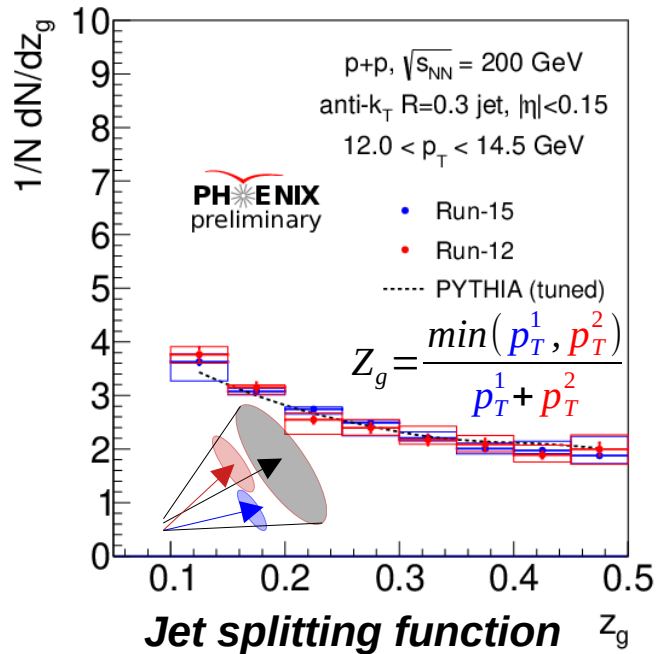 1/N dN/dz_g
10
9
8
7
6
5
4
3
2
1
0
p+p, √s_NN = 200 GeV
anti-k_T R=0.3 jet, |η|<0.15
12.0 < p_T < 14.5 GeV
PHENIX
preliminary
Run-15
Run-12
PYTHIA (tuned)
Z_g = min(p_T^1, p_T^2) / p_T^1 + p_T^2
0.1 0.2 0.3 0.4 0.5
Jet splitting function z_g